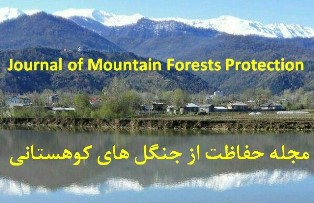 Journal of Mountain Forests Protection
مجله حفاظت از جنگل های کوهستانی